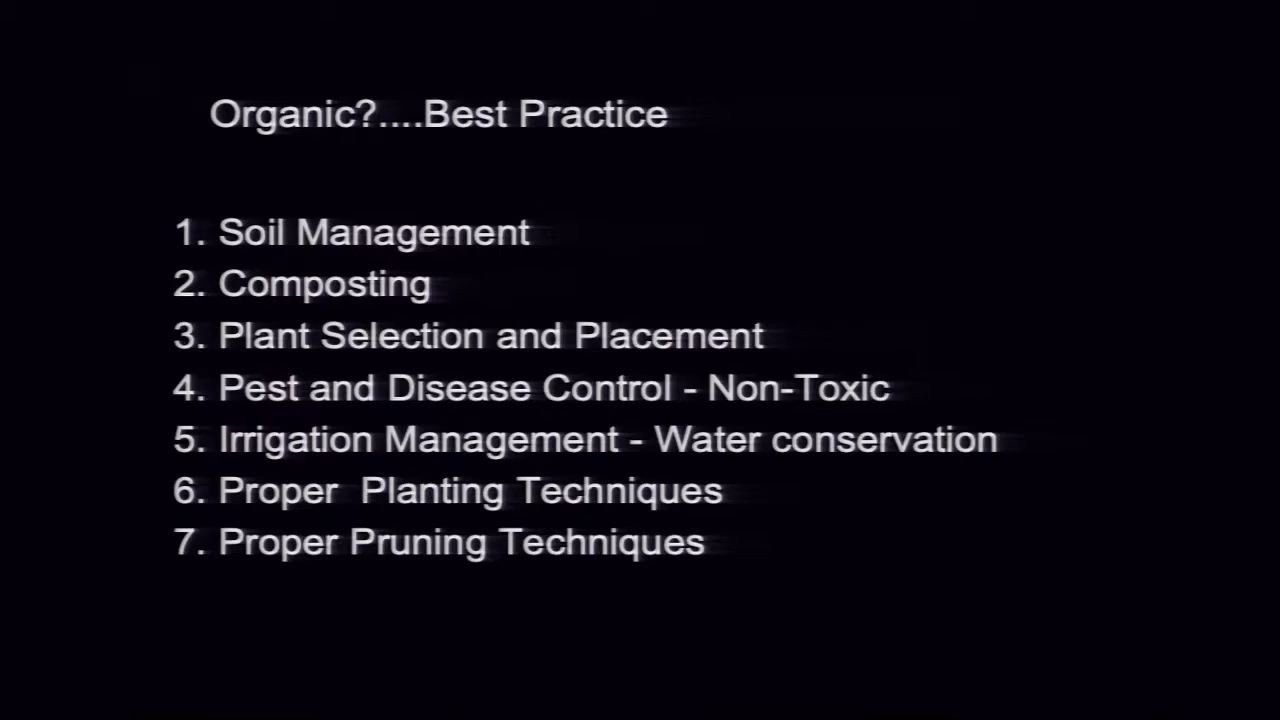 Organic?....Best Practice
1. Soil Management
2. Composting
3. Plant Selection and Placement
4. Pest and Disease Control - Non-Toxic
5. Irrigation Management - Water conservation
6. Proper  Planting Techniques
7. Proper Pruning Techniques